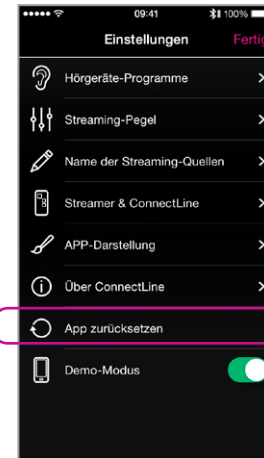 09:41 100%
Einstellungen Fertig
Hörgeräte-Programme
Streaming-Pegel
Name der Streaming-Quellen
Streamer & ConnectLine
APP-Darstellung
Über ConnectLine
App zurücksetzen
Demo-Modus